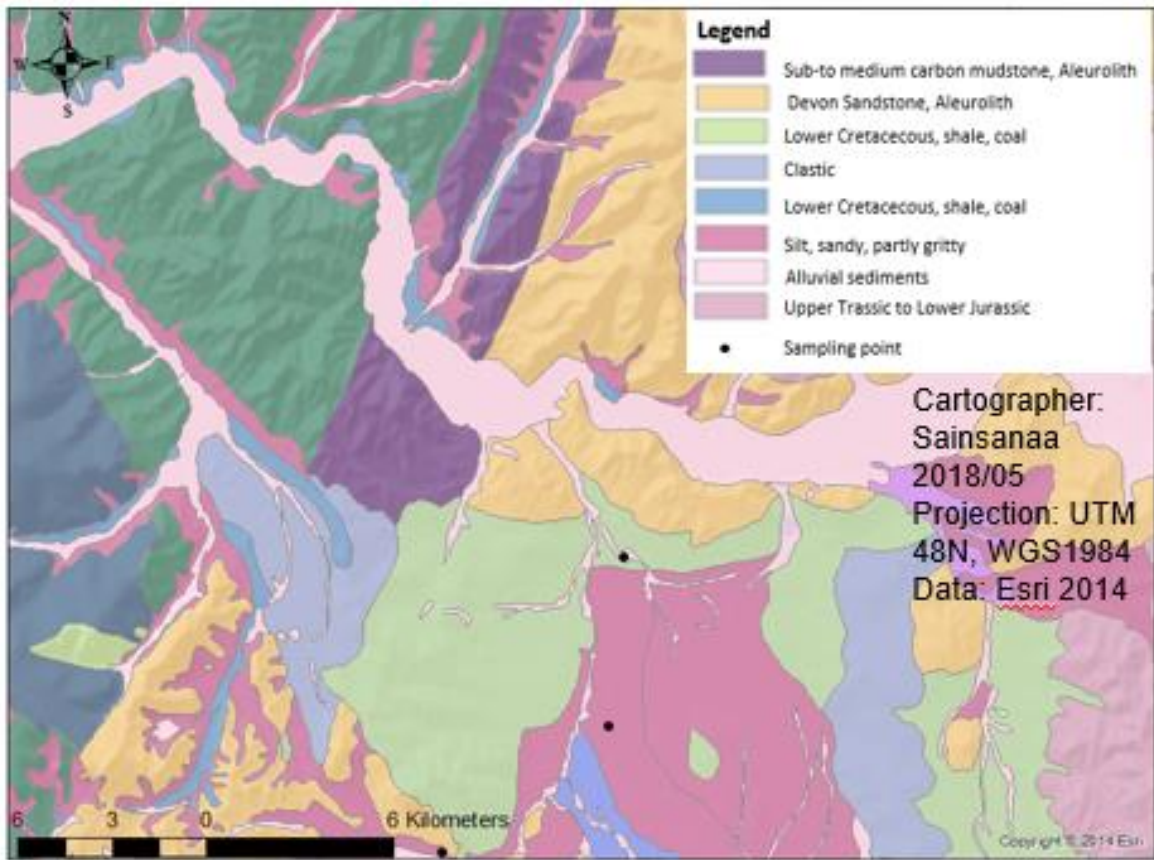 N
W E
S
Legend
Sub-to medium carbon mudstone, Aleurolith
Devon Sandstone, Aleurolith
Lower Cretacecous, shale, coal
Clastic
Lower Cretacecous, shale, coal
Silt, sandy, partly gritty
Alluvial sediments
Upper Trassic to Lower Jurassic
Sampling point
Cartographer:
Sainsanaa
2018/05
Projection: UTM
48N, WGS1984
Data: Esri 2014
6 3 0 6 Kilometers
Copyright © 2014 Esri